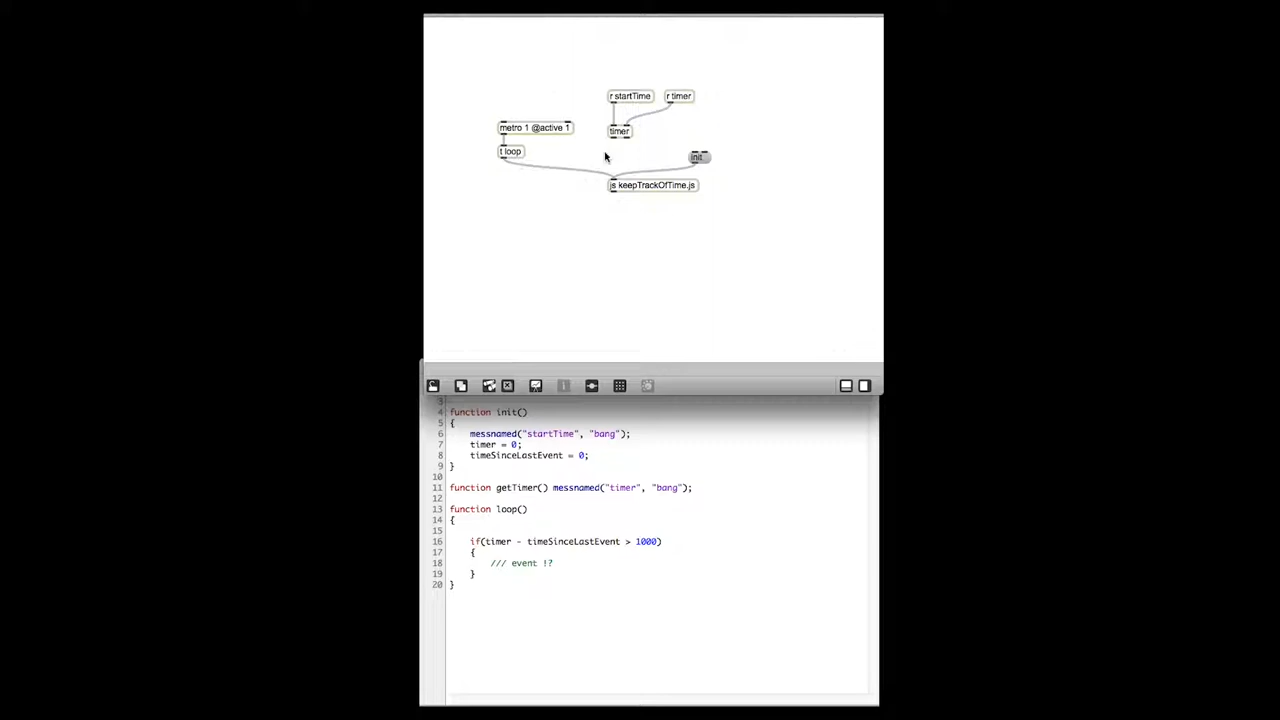 r startTime
r timer
metro 1 @active 1
timer
t loop
init
js keepTrackOfTime.js
3
4 function init()
5 {
6 messnamed("startTime", "bang");
7 timer = 0;
8 timeSinceLastEvent = 0;
9 }
10
11 function getTimer() messnamed("timer", "bang");
12
13 function loop()
14 {
15
16 if(timer - timeSinceLastEvent > 1000)
17 {
18 /// event !?
19 }
20 }